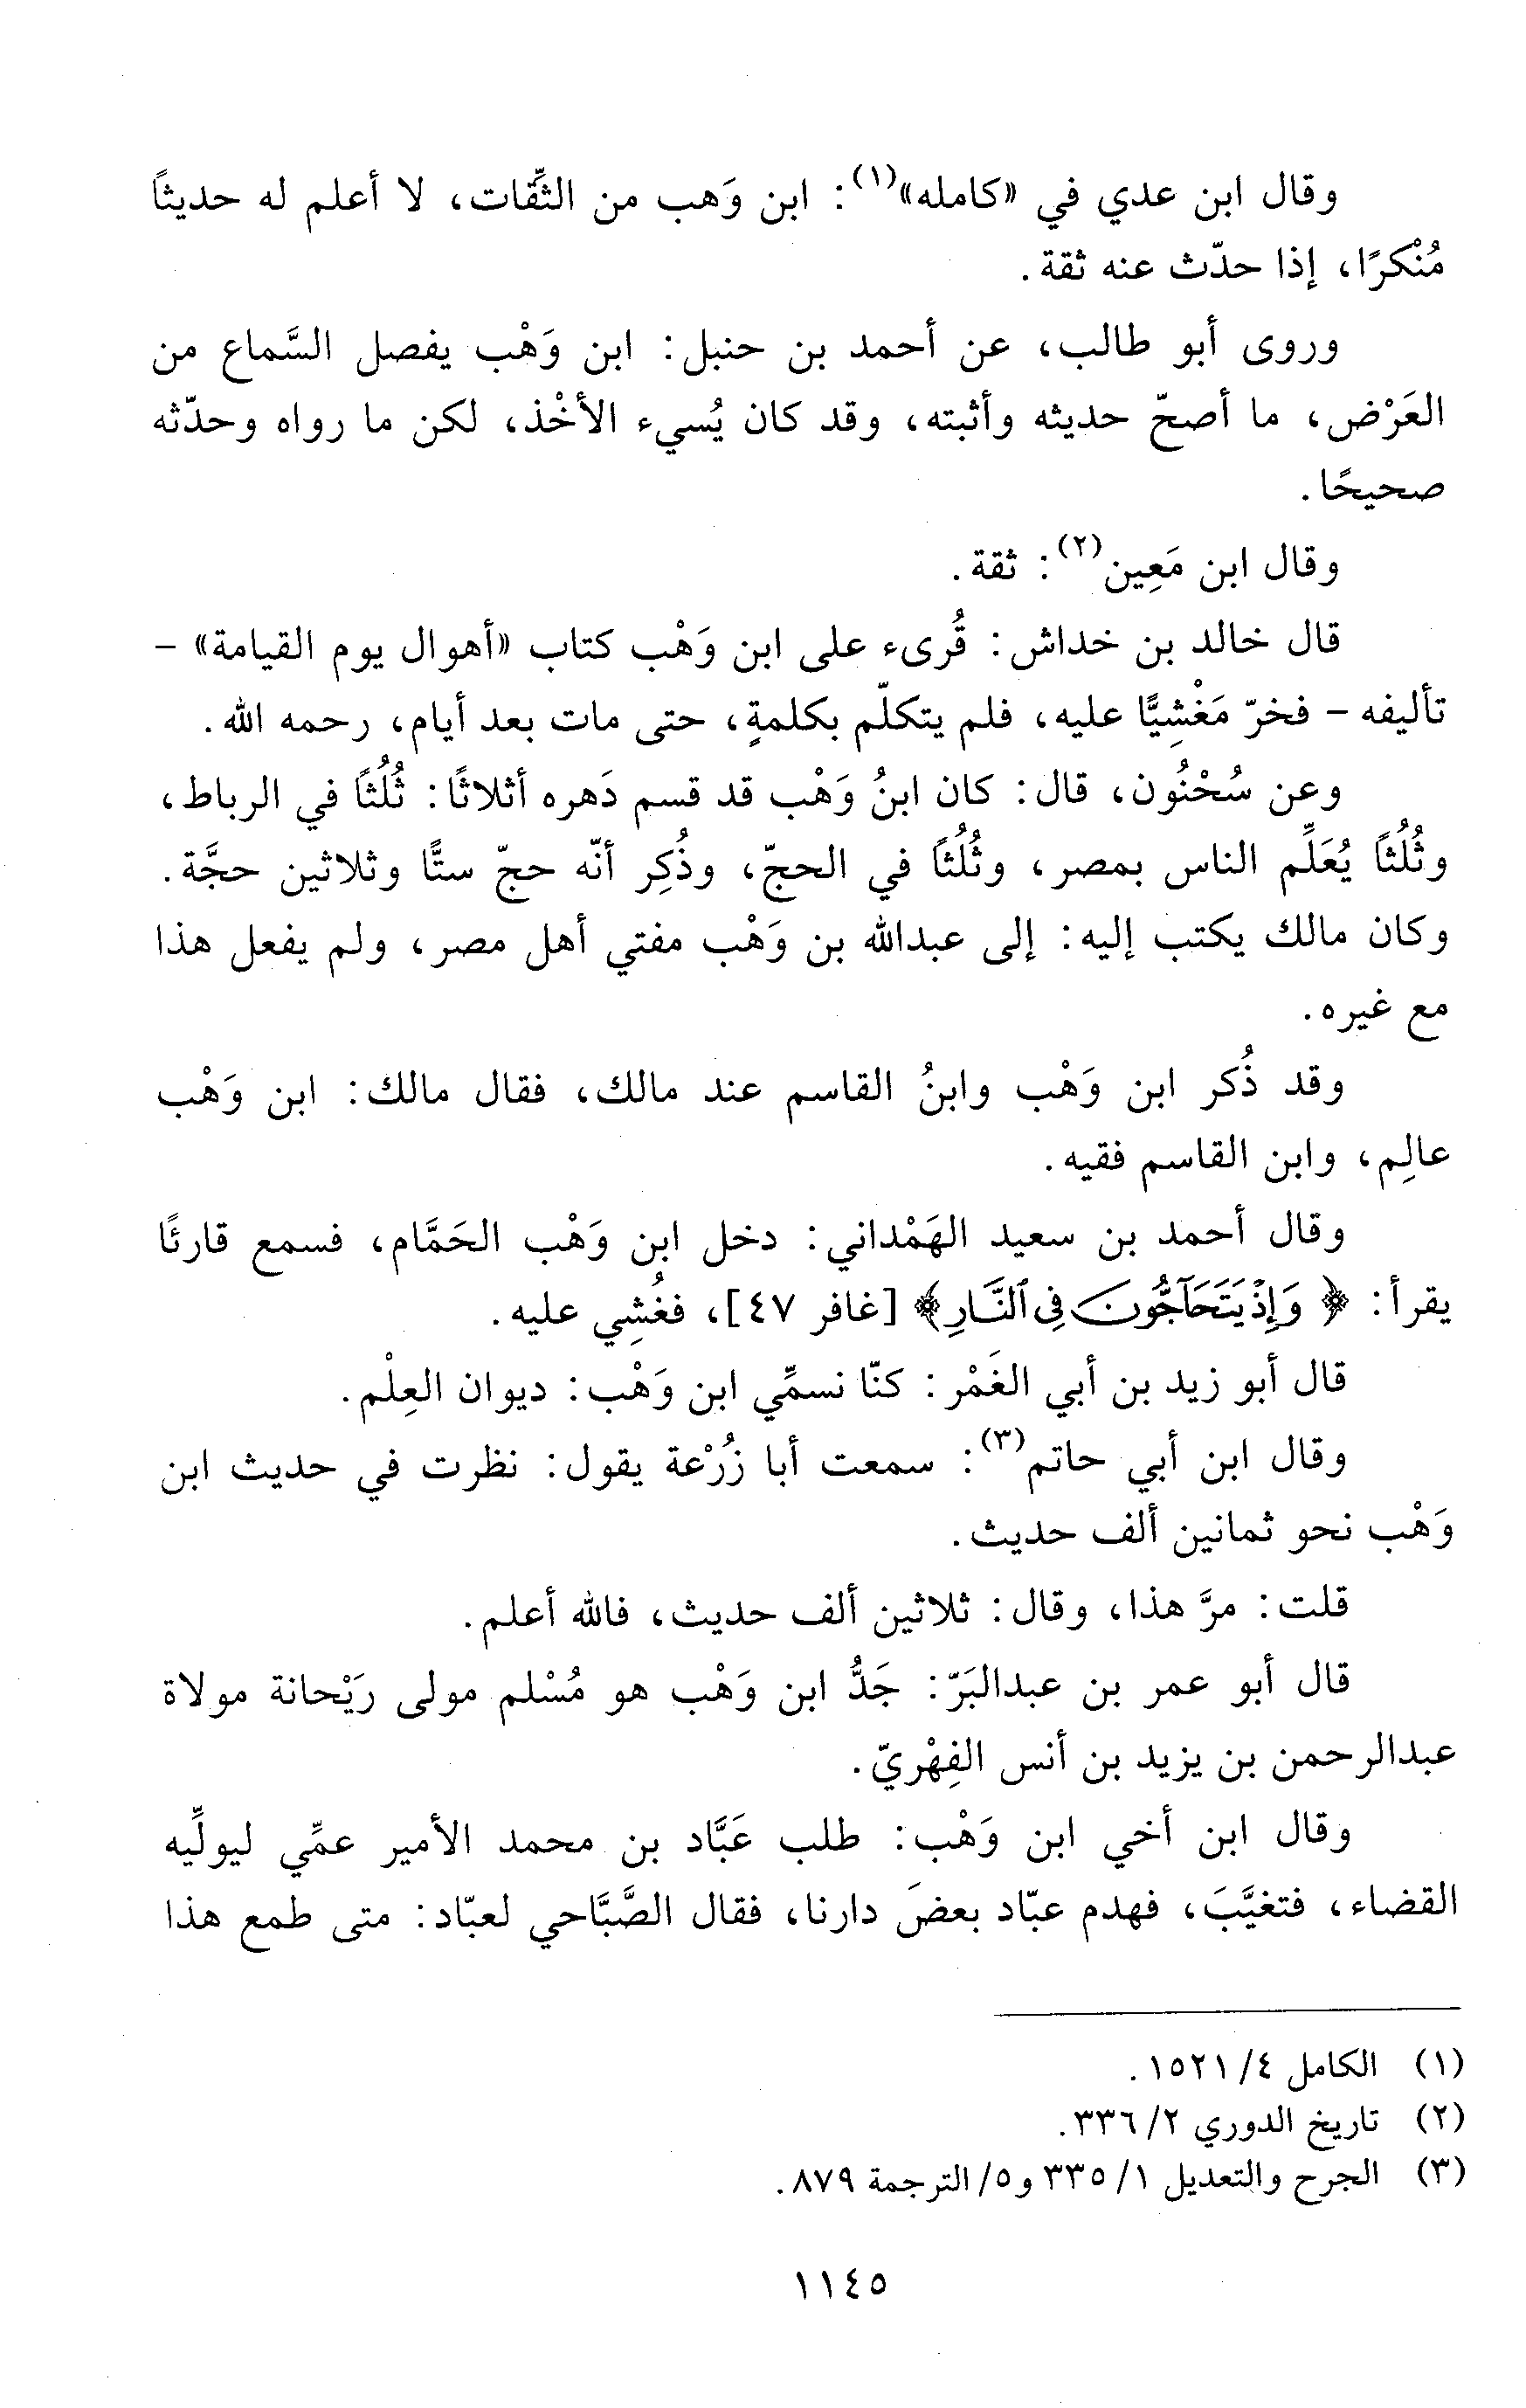 وقال ابن عدي في «كامله»(١): ابن وَهب من الثِّقات، لا أعلم له حديثًا
مُنْكرًا، إذا حدّث عنه ثقة.
وروى أبو طالب، عن أحمد بن حنبل: ابن وَهْب يفصل السَّماع من
العَرْض، ما أصحّ حديثه وأثبته، وقد كان يُسيء الأخْذ، لكن ما رواه وحدّثه
صحيحًا.
وقال ابن مَعِين(٢): ثقة.
قال خالد بن خداش: قُرىء على ابن وَهْب كتاب «أهوال يوم القيامة» -
تأليفه - فخرّ مَغْشِيًّا عليه، فلم يتكلّم بكلمةٍ، حتى مات بعد أيام، رحمه الله.
وعن سُحْنُون، قال: كان ابنُ وَهْب قد قسم دَهره أثلاثًا: ثُلُثًا في الرباط،
وثُلُثًا يُعَلِّم الناس بمصر، وثُلُثًا في الحجّ، وذُكِر أنّه حجّ ستًّا وثلاثين حجَّة.
وكان مالك يكتب إليه: إلى عبدالله بن وَهْب مفتي أهل مصر، ولم يفعل هذا
مع غيره.
وقد ذُكر ابن وَهْب وابنُ القاسم عند مالك، فقال مالك: ابن وَهْب
عالِم، وابن القاسم فقيه.
وقال أحمد بن سعيد الهَمْداني: دخل ابن وَهْب الحَمَّام، فسمع قارئًا
يقرأ: ﴿ وَإِذْ يَتَحَآجُّونَ فِى ٱلنَّارِ﴾ [غافر ٤٧]، فغُشِي عليه.
قال أبو زيد بن أبي الغَمْر: كنّا نسمِّي ابن وَهْب: ديوان العِلْم.
وقال ابن أبي حاتم(٣): سمعت أبا زُرْعة يقول: نظرت في حديث ابن
وَهْب نحو ثمانين ألف حديث.
قلت: مرَّ هذا، وقال: ثلاثين ألف حديث، فالله أعلم.
قال أبو عمر بن عبدالبَرّ: جَدُّ ابن وَهْب هو مُسْلم مولى رَيْحانة مولاة
عبدالرحمن بن يزيد بن أنس الفِهْريّ.
وقال ابن أخي ابن وَهْب: طلب عَبَّاد بن محمد الأمير عمِّي ليولِّيه
القضاء، فتغيَّبَ، فهدم عبّاد بعضَ دارنا، فقال الصَّبَّاحي لعبّاد: متى طمع هذا
(١) الكامل ٤/ ١٥٢١.
(٢) تاريخ الدوري ٢/ ٣٣٦.
(٣) الجرح والتعديل ١/ ٣٣٥ و٥/ الترجمة ٨٧٩.
١١٤٥